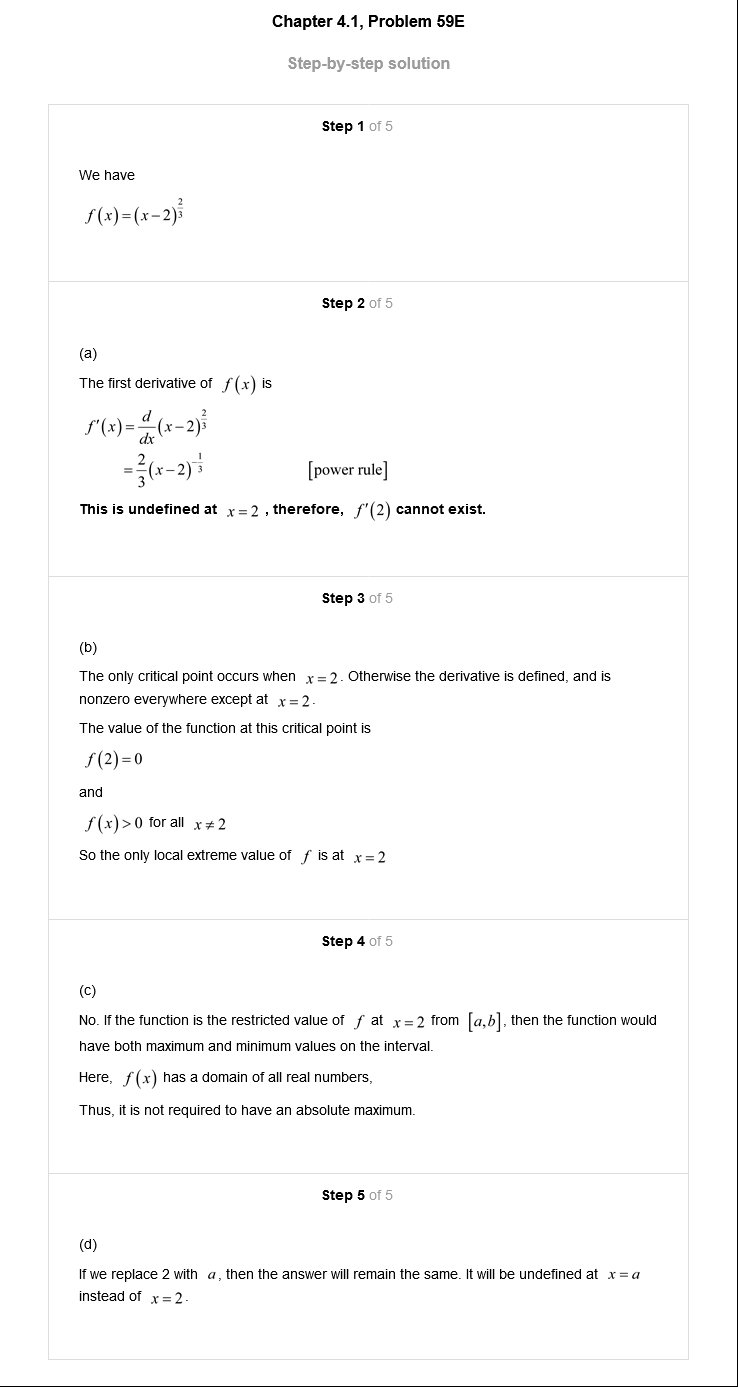 Chapter 4.1, Problem 59E
Step-by-step solution
Step 1 of 5
We have
f(x)=(x−2)^(2/3)
Step 2 of 5
(a)
The first derivative of f(x) is
f′(x)=d/dx(x−2)^(2/3)
=2/3(x−2)^(−1/3) [power rule]
This is undefined at x=2 , therefore, f′(2) cannot exist.
Step 3 of 5
(b)
The only critical point occurs when x=2. Otherwise the derivative is defined, and is
nonzero everywhere except at x=2.
The value of the function at this critical point is
f(2)=0
and
f(x)>0 for all x≠2
So the only local extreme value of f is at x=2
Step 4 of 5
(c)
No. If the function is the restricted value of f at x=2 from [a,b], then the function would
have both maximum and minimum values on the interval.
Here, f(x) has a domain of all real numbers,
Thus, it is not required to have an absolute maximum.
Step 5 of 5
(d)
If we replace 2 with a, then the answer will remain the same. It will be undefined at x=a
instead of x=2.